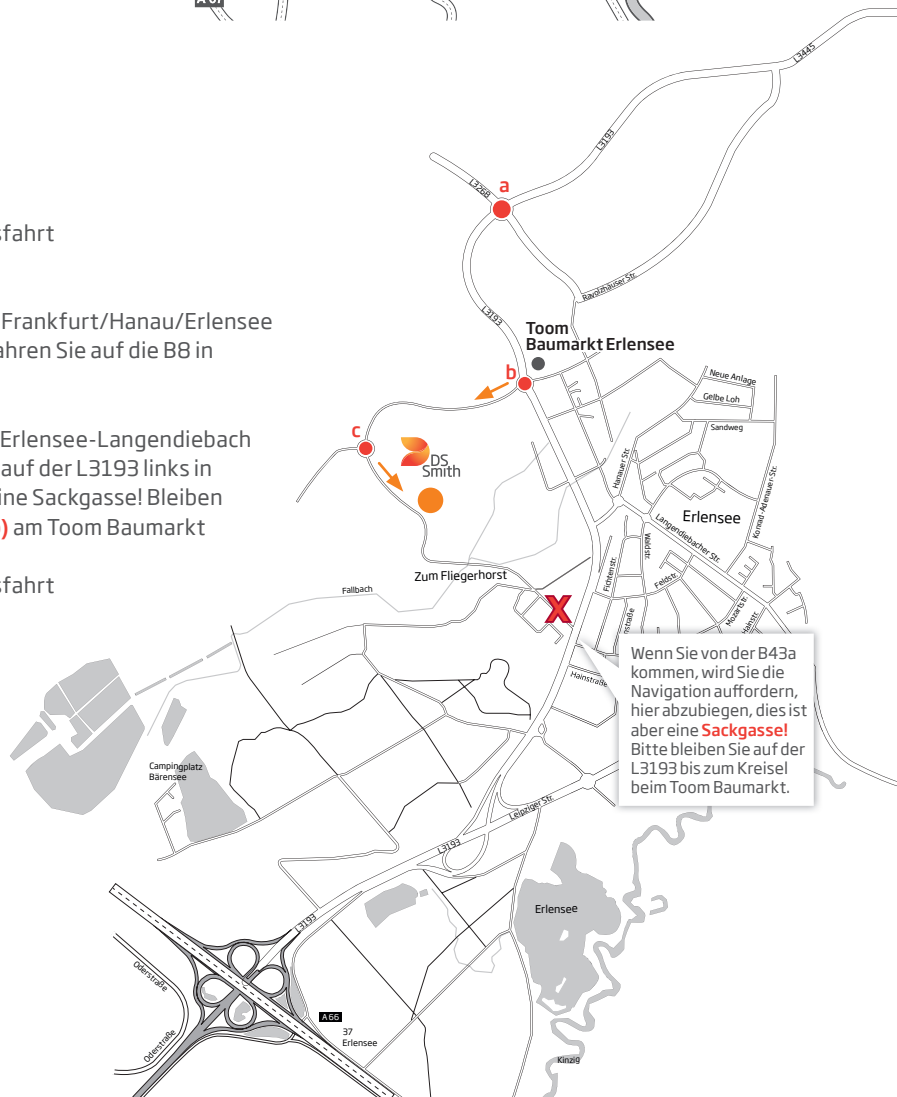 A 67
L3445
L3193
L3268
a
sfahrt
Ravolzhäuser Str.
Frankfurt/Hanau/Erlensee
ahren Sie auf die B8 in
L3193
Toom
Baumarkt Erlensee
b
Neue Anlage
Gelbe Loh
Sandweg
Erlensee-Langendiebach
auf der L3193 links in
ine Sackgasse! Bleiben
) am Toom Baumarkt
sfahrt
c
DS
Smith
Hanauer Str.
Konrad-Adenauer-Str.
Erlensee
Langendiebacher Str.
Waldstr.
Fichtenstr.
Feldstr.
Zum Fliegerhorst
Fallbach
X
Mozartstr.
Hainstr.
nstraße
Hainstraße
Wenn Sie von der B43a
kommen, wird Sie die
Navigation auffordern,
hier abzubiegen, dies ist
aber eine Sackgasse!
Bitte bleiben Sie auf der
L3193 bis zum Kreisel
beim Toom Baumarkt.
Campingplatz
Bärensee
Leipziger Str.
L3193
L3193
Erlensee
Oderstraße
Oderstraße
A 66
37
Erlensee
Kinzig